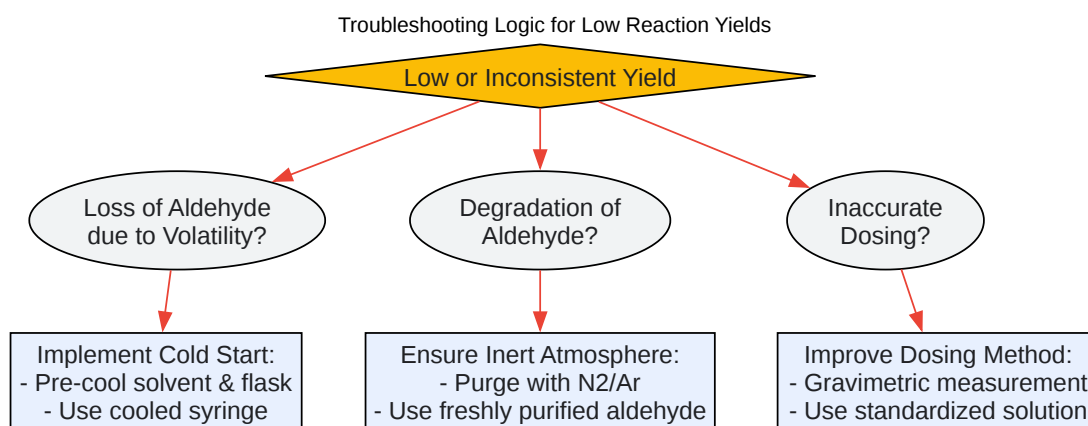 Troubleshooting Logic for Low Reaction Yields
Low or Inconsistent Yield
Loss of Aldehyde
due to Volatility?
Degradation of
Aldehyde?
Inaccurate
Dosing?
Implement Cold Start:
- Pre-cool solvent & flask
- Use cooled syringe
Ensure Inert Atmosphere:
- Purge with N2/Ar
- Use freshly purified aldehyde
Improve Dosing Method:
- Gravimetric measurement
- Use standardized solution